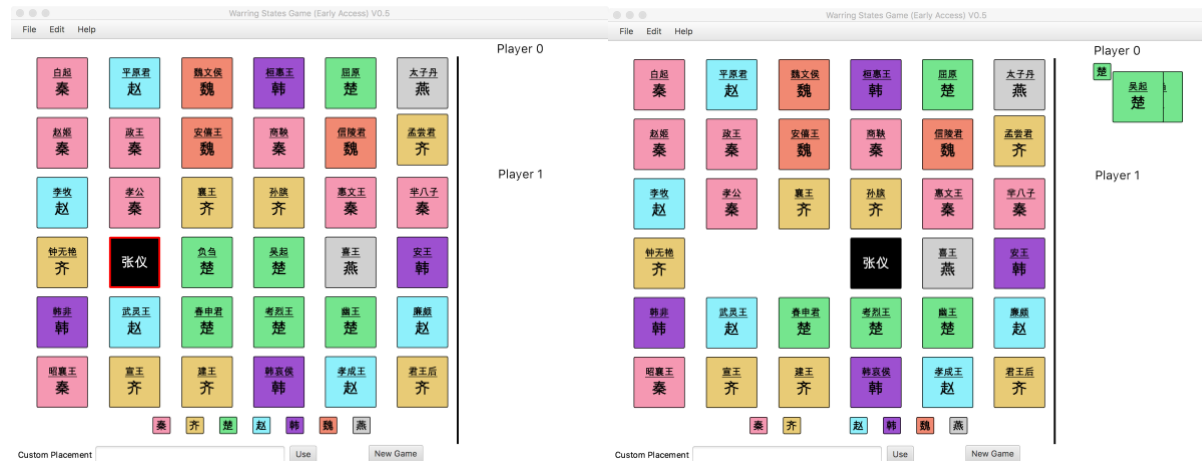 Warring States Game (Early Access) V0.5
File Edit Help
Player 0
白起 平原君 魏文侯 桓惠王 屈原 太子丹
秦 赵 魏 韩 楚 燕
赵姬 政王 安僖王 商鞅 信陵君 孟尝君
秦 秦 魏 秦 魏 齐
Player 1
李牧 孝公 襄王 孙膑 惠文王 芈八子
赵 秦 齐 齐 秦 秦
钟无艳 张仪 负刍 吴起 喜王 安王
齐 楚 楚 燕 韩
韩非 武灵王 春申君 考烈王 幽王 廉颇
韩 赵 楚 楚 楚 赵
昭襄王 宣王 建王 韩哀侯 孝成王 君王后
秦 齐 齐 韩 赵 齐
秦 齐 楚 赵 韩 魏 燕
Custom Placement Use New Game
Warring States Game (Early Access) V0.5
File Edit Help
Player 0
白起 平原君 魏文侯 桓惠王 屈原 太子丹
秦 赵 魏 韩 楚 燕
楚 吴起
楚
赵姬 政王 安僖王 商鞅 信陵君 孟尝君
秦 秦 魏 秦 魏 齐
Player 1
李牧 孝公 襄王 孙膑 惠文王 芈八子
赵 秦 齐 齐 秦 秦
钟无艳 张仪 喜王 安王
齐 燕 韩
韩非 武灵王 春申君 考烈王 幽王 廉颇
韩 赵 楚 楚 楚 赵
昭襄王 宣王 建王 韩哀侯 孝成王 君王后
秦 齐 齐 韩 赵 齐
秦 齐 赵 韩 魏 燕
Custom Placement Use New Game